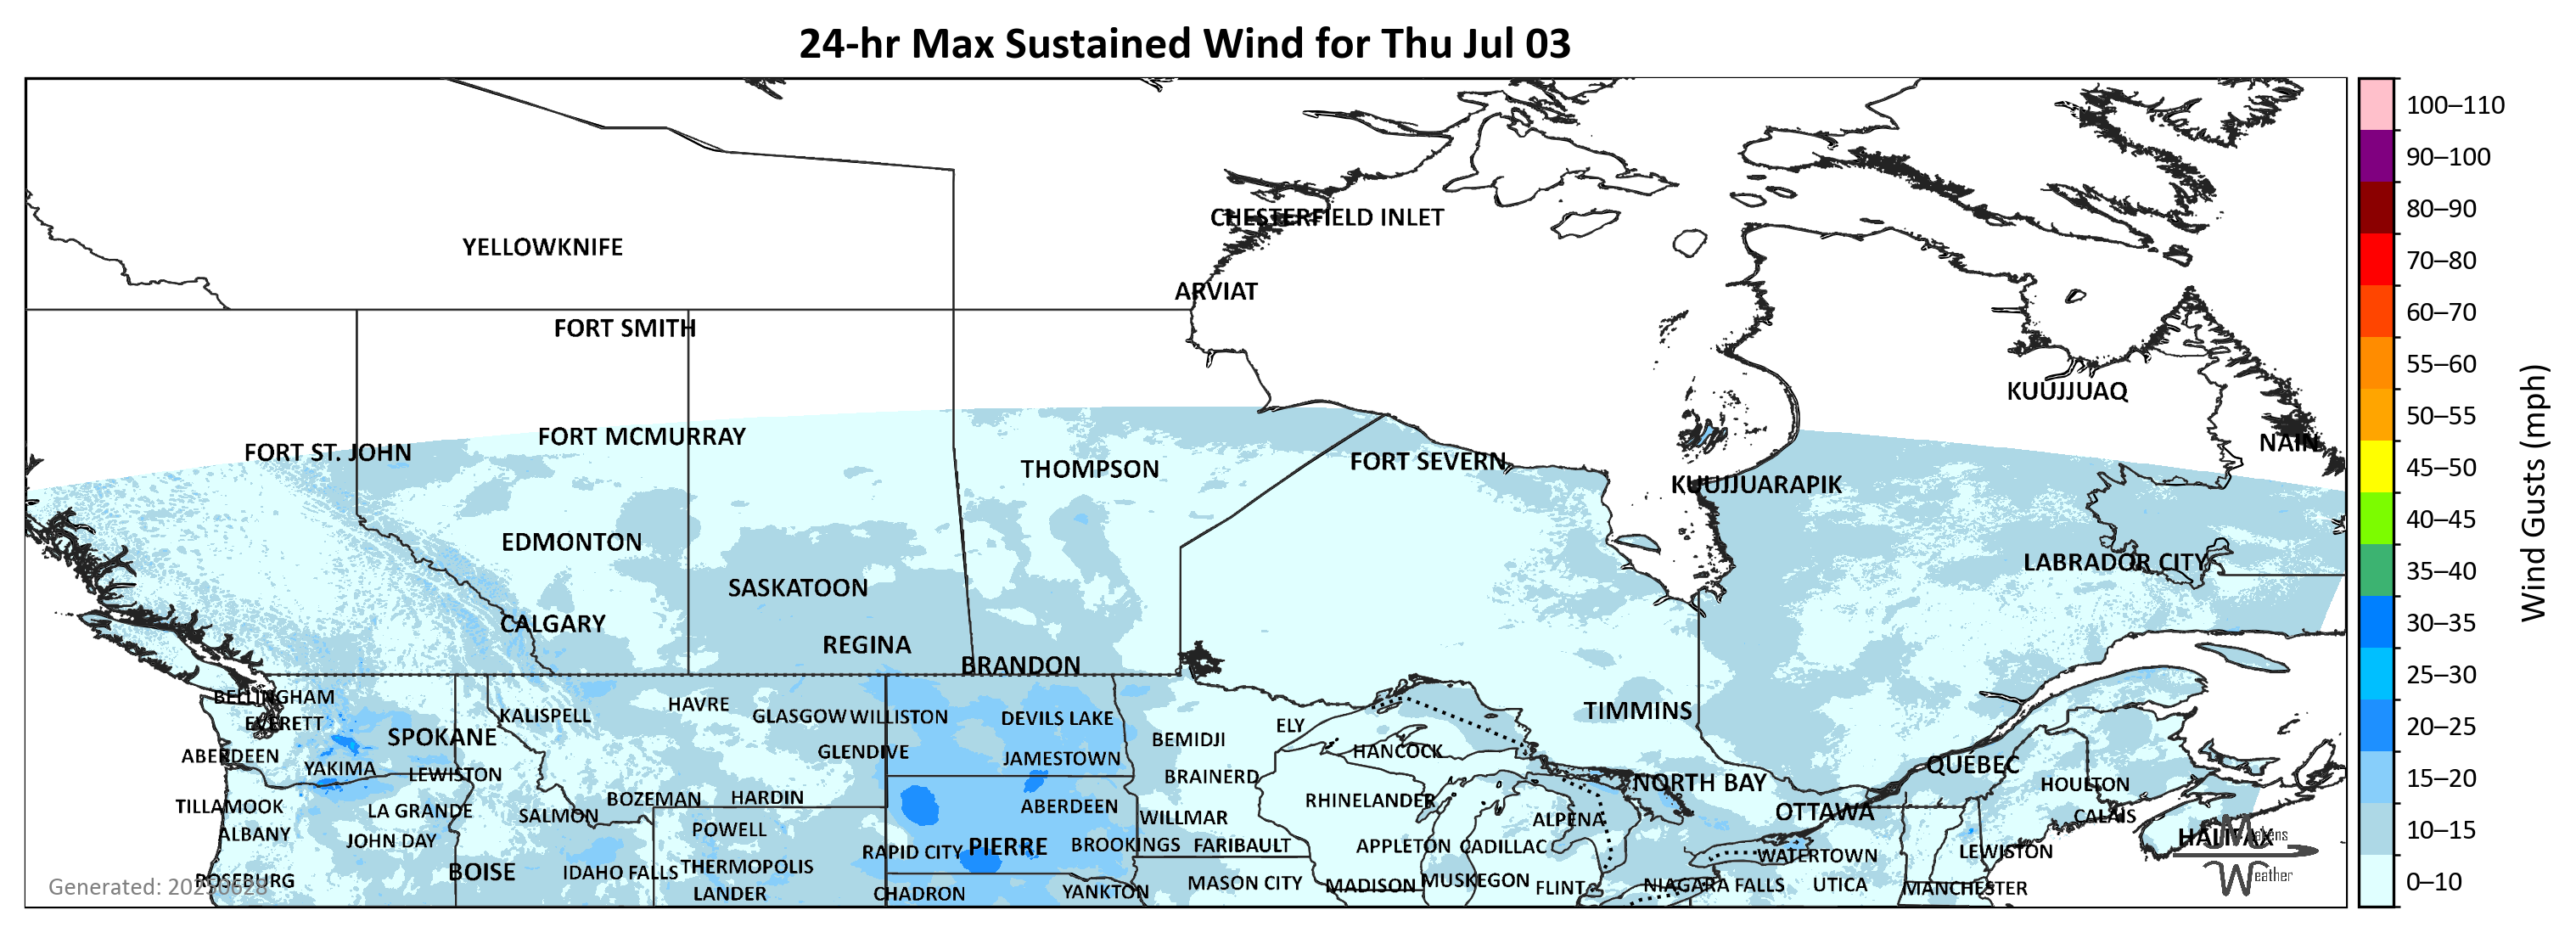 24-hr Max Sustained Wind for Thu Jul 03
100–110
90–100
80–90
70–80
60–70
55–60
50–55
45–50
40–45
35–40
30–35
25–30
20–25
15–20
10–15
0–10
Wind Gusts (mph)
CHESTERFIELD INLET
YELLOWKNIFE
ARVIAT
FORT SMITH
KUUJJUAQ
FORT MCMURRAY
NAIN
FORT ST. JOHN
FORT SEVERN
THOMPSON
KUUJJUARAPIK
EDMONTON
LABRADOR CITY
SASKATOON
CALGARY
REGINA
BRANDON
BELLINGHAM
HAVRE
TIMMINS
KALISPELL
GLASGOW
WILLISTON
DEVILS LAKE
EVERETT
ELY
SPOKANE
BEMIDJI
GLENDIVE
HANCOCK
ABERDEEN
JAMESTOWN
QUÉBEC
YAKIMA
LEWISTON
BRAINERD
NORTH BAY
HOULTON
BOZEMAN
HARDIN
RHINELANDER
TILLAMOOK
LA GRANDE
ABERDEEN
OTTAWA
SALMON
CALAIS
WILLMAR
ALPENA
POWELL
ALBANY
HALIFAX
Makens
JOHN DAY
BROOKINGS
FARIBAULT
APPLETON
CADILLAC
PIERRE
RAPID CITY
LEWISTON
WATERTOWN
THERMOPOLIS
BOISE
IDAHO FALLS
Weather
ROSEBURG
MUSKEGON
MASON CITY
MADISON
FLINT
NIAGARA FALLS
UTICA
MANCHESTER
Generated: 20250628
LANDER
CHADRON
YANKTON